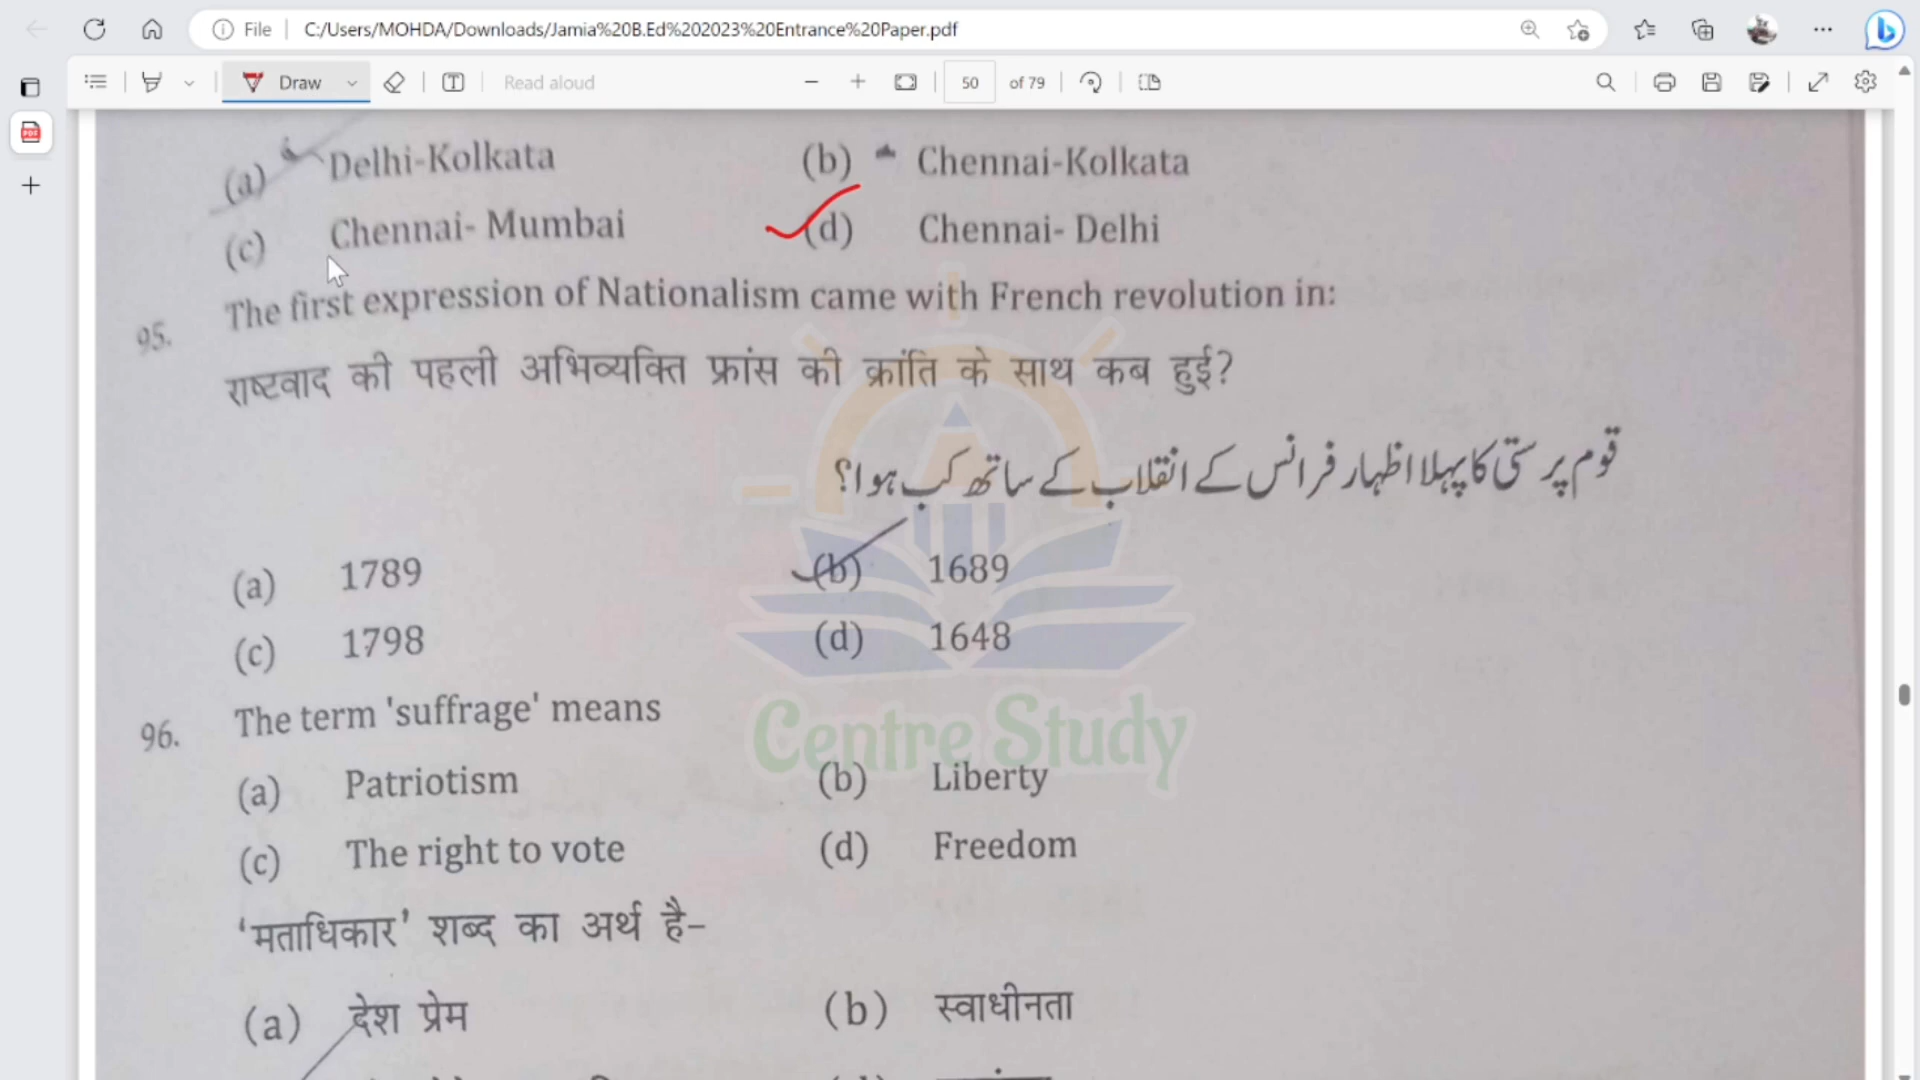 File C:/Users/MOHDA/Downloads/Jamia%20B.Ed%202023%20Entrance%20Paper.pdf
Draw Read aloud 50 of 79
(a) Delhi-Kolkata (b) Chennai-Kolkata
(c) Chennai- Mumbai (d) Chennai- Delhi
95. The first expression of Nationalism came with French revolution in:
राष्टवाद की पहली अभिव्यक्ति फ्रांस की क्रांति के साथ कब हुई?
قوم پرستی کا پہلا اظہار فرانس کے انقلاب کے ساتھ کب ہوا؟
(a) 1789 (b) 1689
(c) 1798 (d) 1648
96. The term 'suffrage' means
Centre Study
(a) Patriotism (b) Liberty
(c) The right to vote (d) Freedom
‘मताधिकार’ शब्द का अर्थ है-
(a) देश प्रेम (b) स्वाधीनता